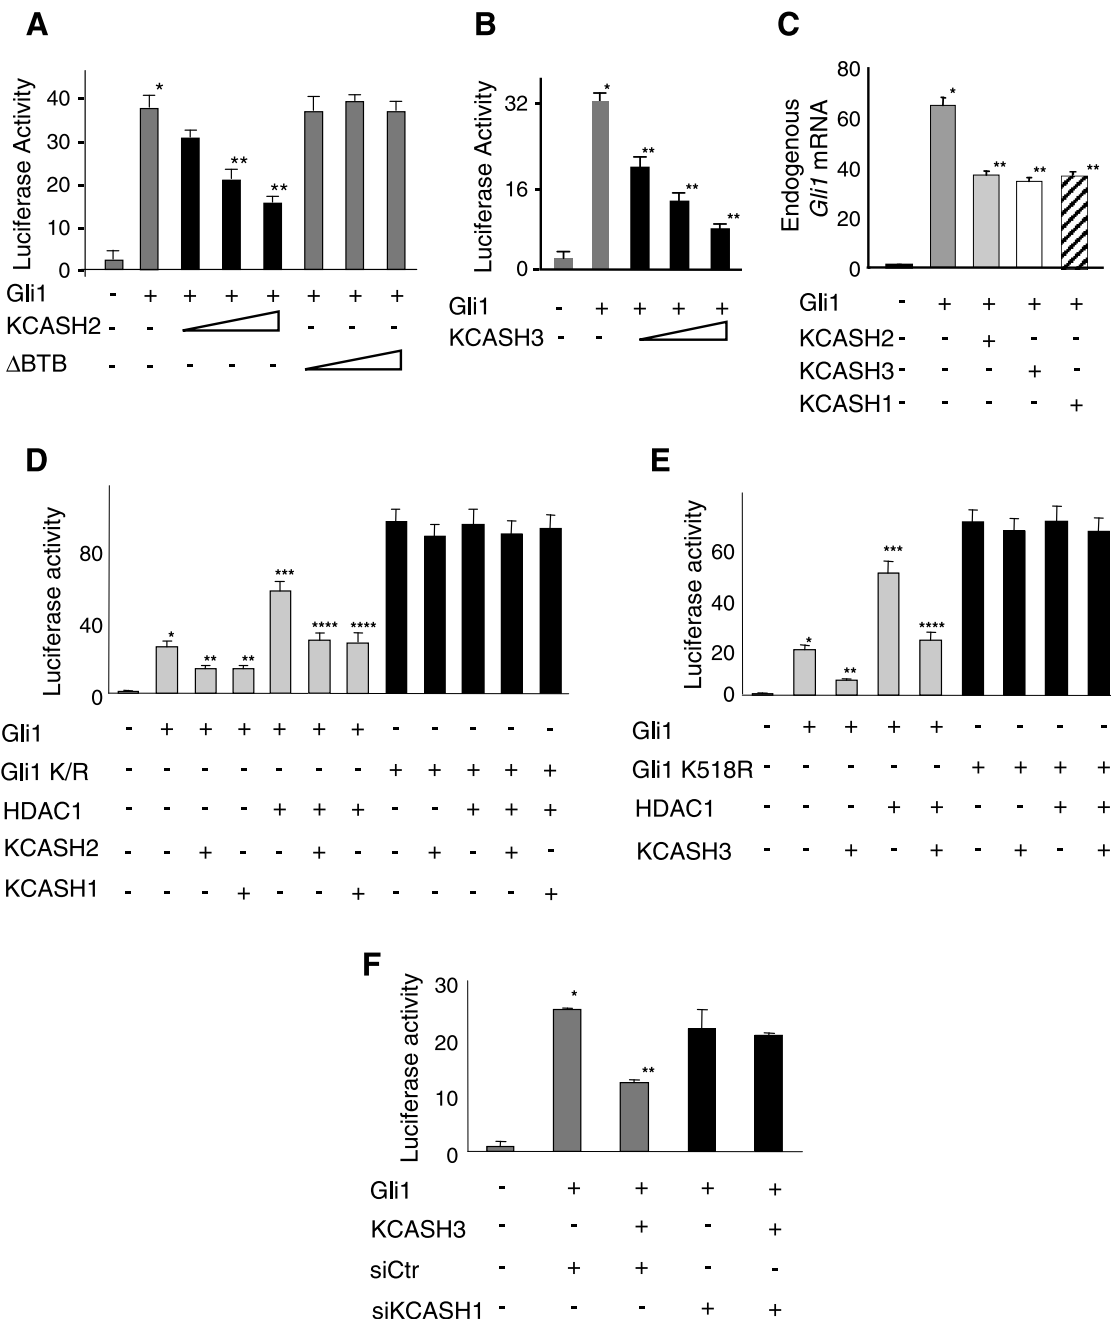 A
Luciferase Activity
40
30
20
10
0
*
**
**
Gli1 - + + + + + + +
KCASH2 - - - - -
ΔBTB - - - - -
B
Luciferase Activity
32
16
0
*
**
**
**
Gli1 - + + + +
KCASH3 - -
C
Endogenous
Gli1 mRNA
80
60
40
20
0
*
**
**
**
Gli1 - + + + +
KCASH2 - - + - -
KCASH3 - - - + -
KCASH1 - - - - +
D
Luciferase activity
80
40
0
*
**
**
***
****
****
Gli1 - + + + + + + - - - - -
Gli1 K/R - - - - - - - + + + + +
HDAC1 - - - - + + + - - + + +
KCASH2 - - + - - + - - + - + -
KCASH1 - - - + - - + - - - - +
E
Luciferase activity
60
40
20
0
*
**
***
****
Gli1 - + + + + - - - -
Gli1 K518R - - - - - + + + +
HDAC1 - - - + + - - + +
KCASH3 - - + - + - + - +
F
Luciferase activity
30
20
10
0
*
**
Gli1 - + + + +
KCASH3 - - + - +
siCtr - + + - -
siKCASH1 - - - + +